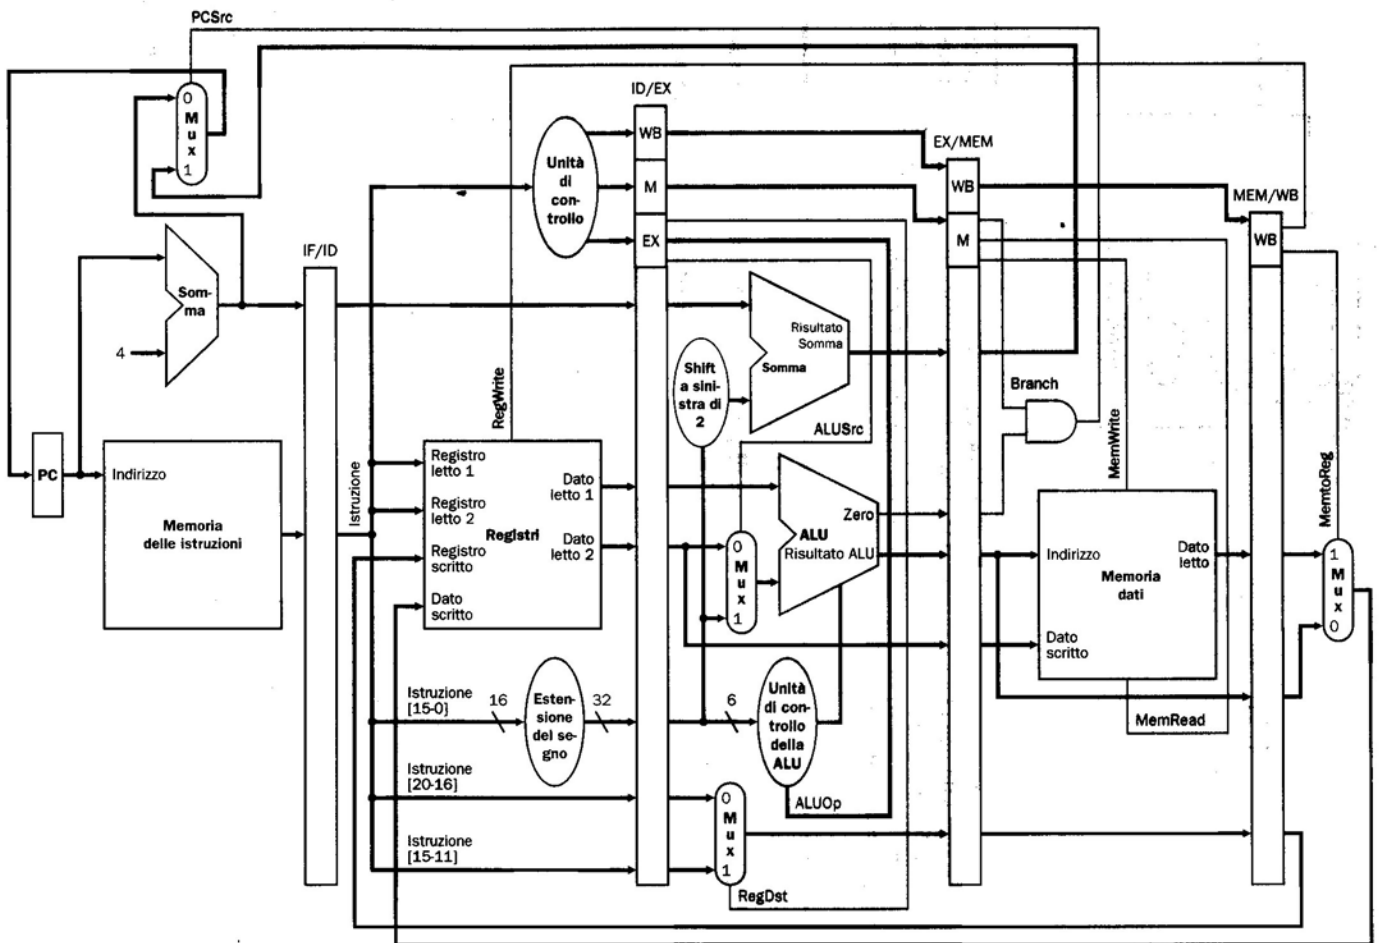 PCSrc
0
M
u
x
1
ID/EX
WB
M
EX
Unità
di
con-
trollo
EX/MEM
WB
M
MEM/WB
WB
IF/ID
Som-
ma
4
Risultato
Somma
Somma
Shift
a sini-
stra di
2
Branch
RegWrite
ALUSrc
MemWrite
MemtoReg
PC
Indirizzo
Memoria
delle istruzioni
Istruzione
Registro
letto 1
Registro
letto 2
Registro
scritto
Dato
scritto
Registri
Dato
letto 1
Dato
letto 2
0
M
u
x
1
Zero
ALU
Risultato ALU
Indirizzo
Memoria
dati
Dato
letto
Dato
scritto
1
M
u
x
0
MemRead
Istruzione
[15-0]
16
Esten-
sione
del se-
gno
32
6
Unità
di con-
trollo
della
ALU
ALUOp
Istruzione
[20-16]
Istruzione
[15-11]
0
M
u
x
1
RegDst